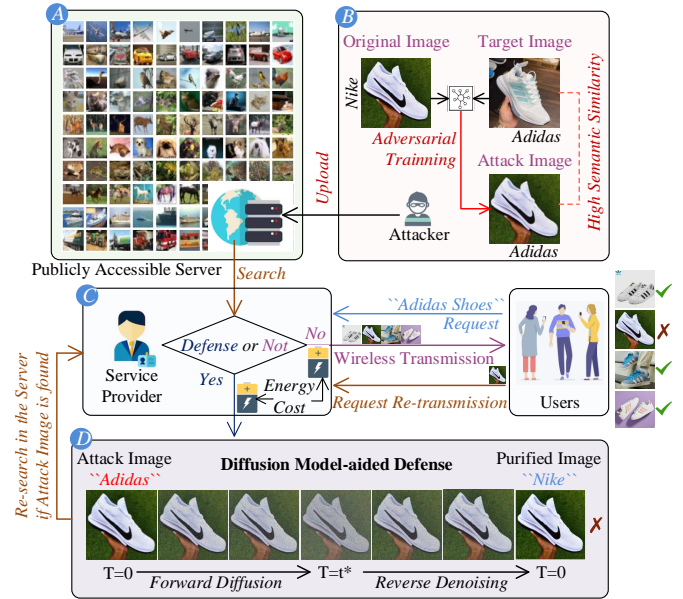 A
B
Original Image
Target Image
Nike
Adidas
Adversarial
Trainning
Attack Image
High Semantic Similarity
Adidas
Upload
Attacker
Publicly Accessible Server
Search
C
``Adidas Shoes``
Request
Defense or Not
No
Wireless Transmission
Service
Provider
Yes
Energy
Cost
Request Re-transmission
Users
Re-search in the Server
if Attack Image is found
D
Attack Image
``Adidas``
Diffusion Model-aided Defense
Purified Image
``Nike``
T=0
Forward Diffusion
T=t*
Reverse Denoising
T=0